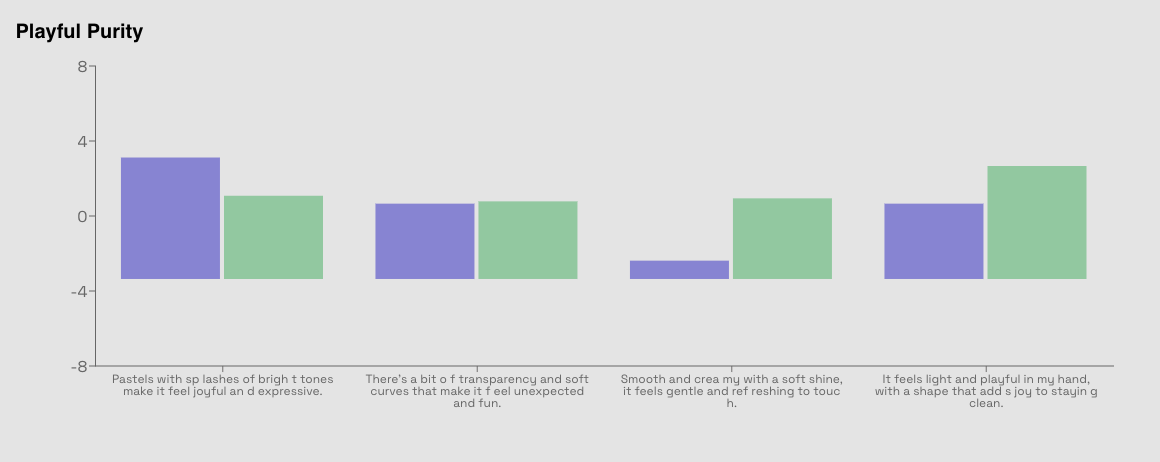 Playful Purity
8
4
0
-4
-8
Pastels with sp lashes of brigh t tones
make it feel joyful an d expressive.
There's a bit o f transparency and soft
curves that make it f eel unexpected
and fun.
Smooth and crea my with a soft shine,
it feels gentle and ref reshing to touc
h.
It feels light and playful in my hand,
with a shape that add s joy to stayin g
clean.